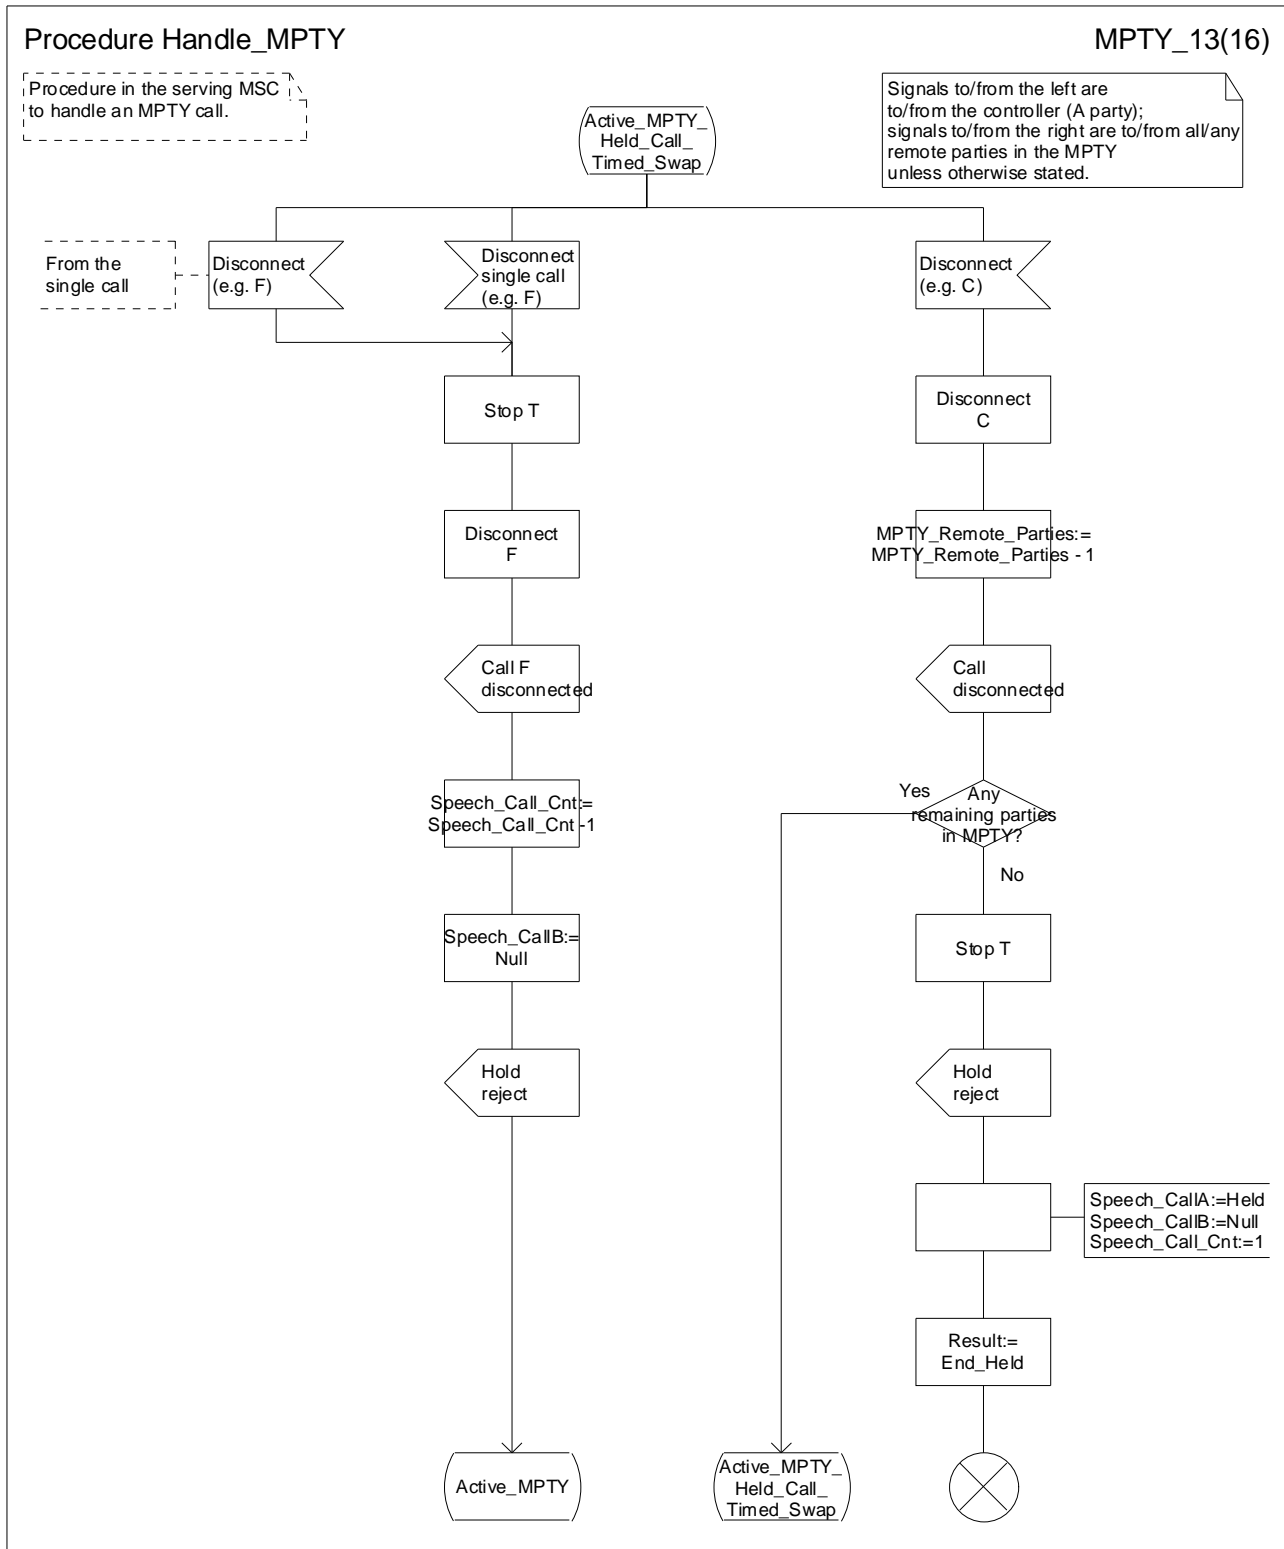 Procedure Handle_MPTY
MPTY_13(16)
Procedure in the serving MSC
to handle an MPTY call.
Signals to/from the left are
to/from the controller (A party);
signals to/from the right are to/from all/any
remote parties in the MPTY
unless otherwise stated.
Active_MPTY_
Held_Call_
Timed_Swap
From the
single call
Disconnect
(e.g. F)
Disconnect
single call
(e.g. F)
Disconnect
(e.g. C)
Stop T
Disconnect
C
Disconnect
F
MPTY_Remote_Parties:=
MPTY_Remote_Parties - 1
Call F
disconnected
Call
disconnected
Speech_Call_Cnt:=
Speech_Call_Cnt -1
Yes
Any
remaining parties
in MPTY?
No
Speech_CallB:=
Null
Stop T
Hold
reject
Hold
reject
Speech_CallA:=Held
Speech_CallB:=Null
Speech_Call_Cnt:=1
Result:=
End_Held
Active_MPTY
Active_MPTY_
Held_Call_
Timed_Swap